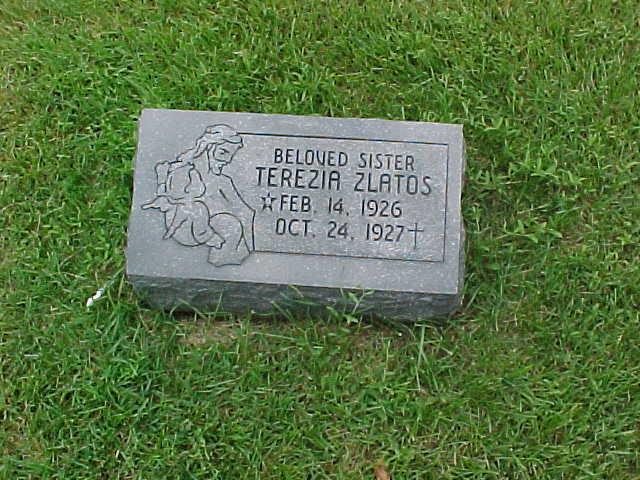 BELOVED SISTER
TEREZIA ZLATOS
☆FEB. 14, 1926
OCT. 24, 1927✝